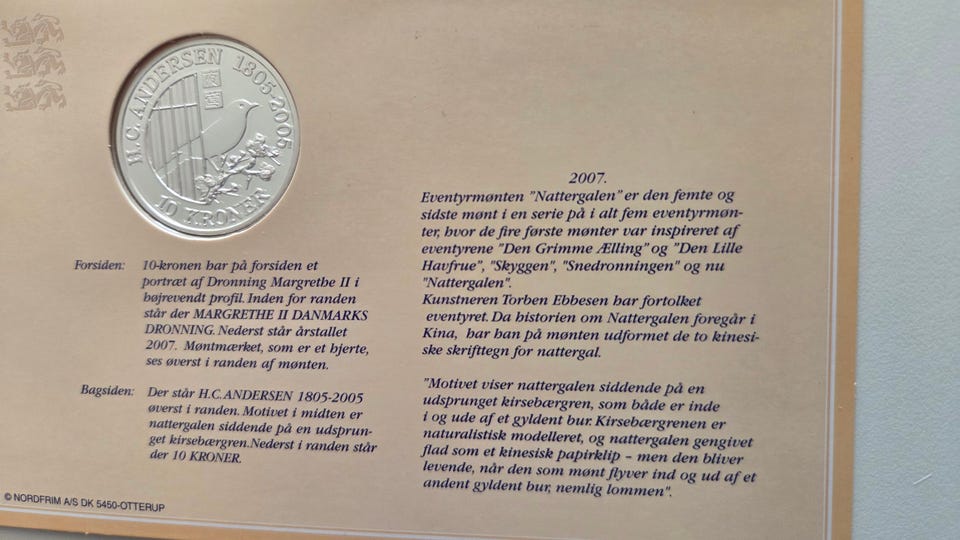 H.C. ANDERSEN 1805-2005
夜
鶯
10 KRONER
Forsiden: 10-kronen har på forsiden et
portræt af Dronning Margrethe II i
højrevendt profil. Inden for randen
står der MARGRETHE II DANMARKS
DRONNING. Nederst står årstallet
2007. Møntmærket, som er et hjerte,
ses øverst i randen af mønten.
Bagsiden: Der står H.C.ANDERSEN 1805-2005
øverst i randen. Motivet i midten er
nattergalen siddende på en udsprun-
get kirsebærgren.Nederst i randen står
der 10 KRONER.
© NORDFRIM A/S DK 5450-OTTERUP
2007.
Eventyrmønten "Nattergalen" er den femte og
sidste mønt i en serie på i alt fem eventyrmøn-
ter, hvor de fire første mønter var inspireret af
eventyrene "Den Grimme Ælling" og "Den Lille
Havfrue", "Skyggen", "Snedronningen" og nu
"Nattergalen".
Kunstneren Torben Ebbesen har fortolket
eventyret. Da historien om Nattergalen foregår i
Kina, har han på mønten udformet de to kinesi-
ske skrifttegn for nattergal.
"Motivet viser nattergalen siddende på en
udsprunget kirsebærgren, som både er inde
i og ude af et gyldent bur. Kirsebærgrenen er
naturalistisk modelleret, og nattergalen gengivet
flad som et kinesisk papirklip – men den bliver
levende, når den som mønt flyver ind og ud af et
andent gyldent bur, nemlig lommen".